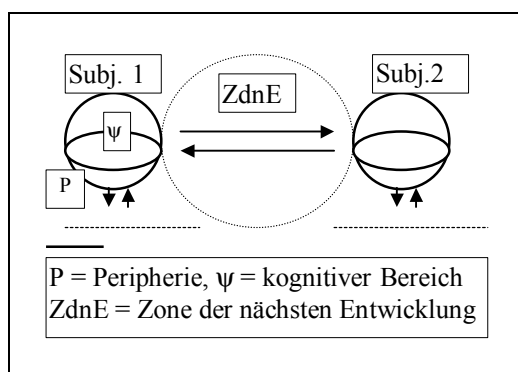 Subj. 1
Subj.2
ZdnE
ψ
P
P = Peripherie, ψ = kognitiver Bereich
ZdnE = Zone der nächsten Entwicklung